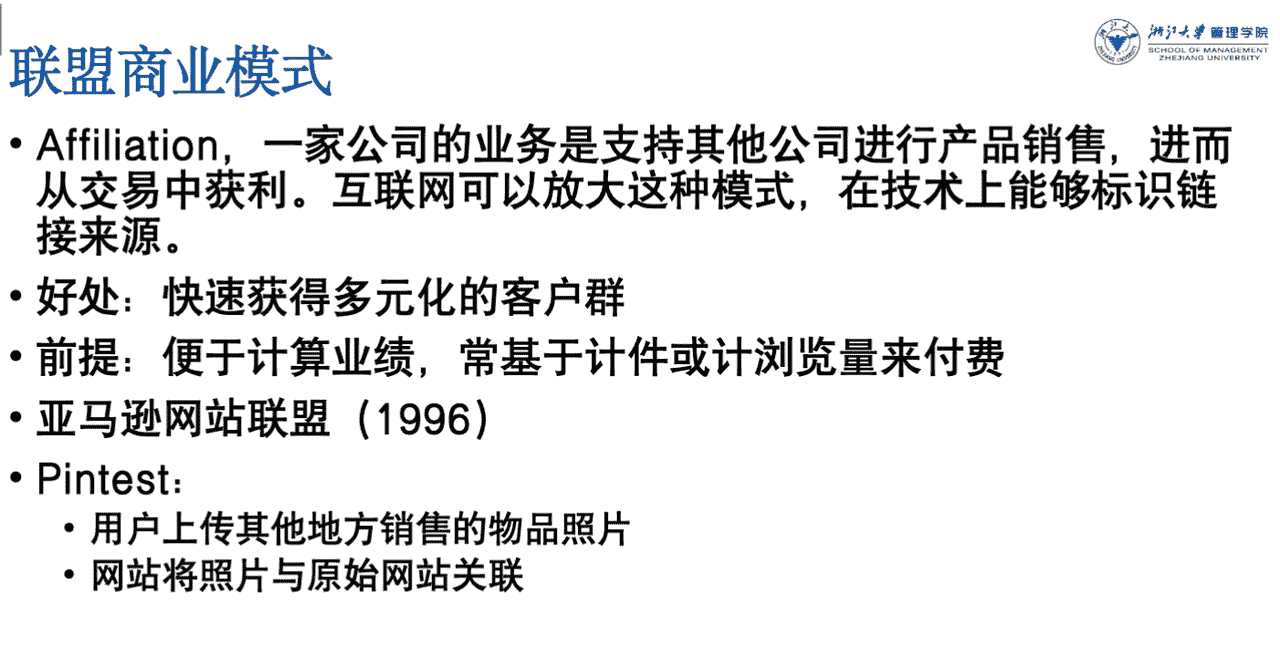 浙江大学管理学院
SCHOOL OF MANAGEMENT
ZHEJIANG UNIVERSITY
联盟商业模式
• Affiliation，一家公司的业务是支持其他公司进行产品销售，进而
从交易中获利。互联网可以放大这种模式，在技术上能够标识链
接来源。
• 好处：快速获得多元化的客户群
• 前提：便于计算业绩，常基于计件或计浏览量来付费
• 亚马逊网站联盟（1996）
• Pintest：
• 用户上传其他地方销售的物品照片
• 网站将照片与原始网站关联